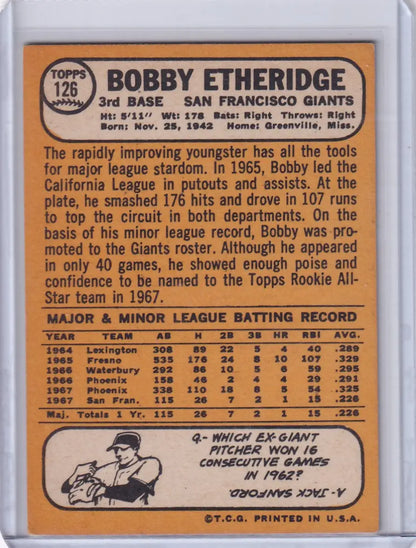 TOPPS
126
BOBBY ETHERIDGE
3rd BASE SAN FRANCISCO GIANTS
Ht: 5'11" Wt: 178 Bats: Right Throws: Right
Born: Nov. 25, 1942 Home: Greenville, Miss.
The rapidly improving youngster has all the tools
for major league stardom. In 1965, Bobby led the
California League in putouts and assists. At
the plate, he smashed 176 hits and drove in 107 runs
to top the circuit in both departments. On the
basis of his minor league record, Bobby was pro-
moted to the Giants roster. Although he appeared
in only 40 games, he showed enough poise and
confidence to be named to the Topps Rookie All-
Star team in 1967.
MAJOR & MINOR LEAGUE BATTING RECORD
YEAR TEAM AB H 2B 3B HR RBI AVG.
1964 Lexington 308 89 22 5 4 40 .289
1965 Fresno 535 176 24 8 10 107 .329
1966 Waterbury 292 86 10 5 6 59 .295
1966 Phoenix 158 46 2 4 4 29 .291
1967 Phoenix 338 110 18 8 5 54 .325
1967 San Fran. 115 26 7 2 1 15 .226
Maj. Totals 1 Yr. 115 26 7 2 1 15 .226
Q.- WHICH EX-GIANT
PITCHER WON 16
CONSECUTIVE GAMES
IN 1962?
A- JACK SANFORD
©T.C.G. PRINTED IN U.S.A.